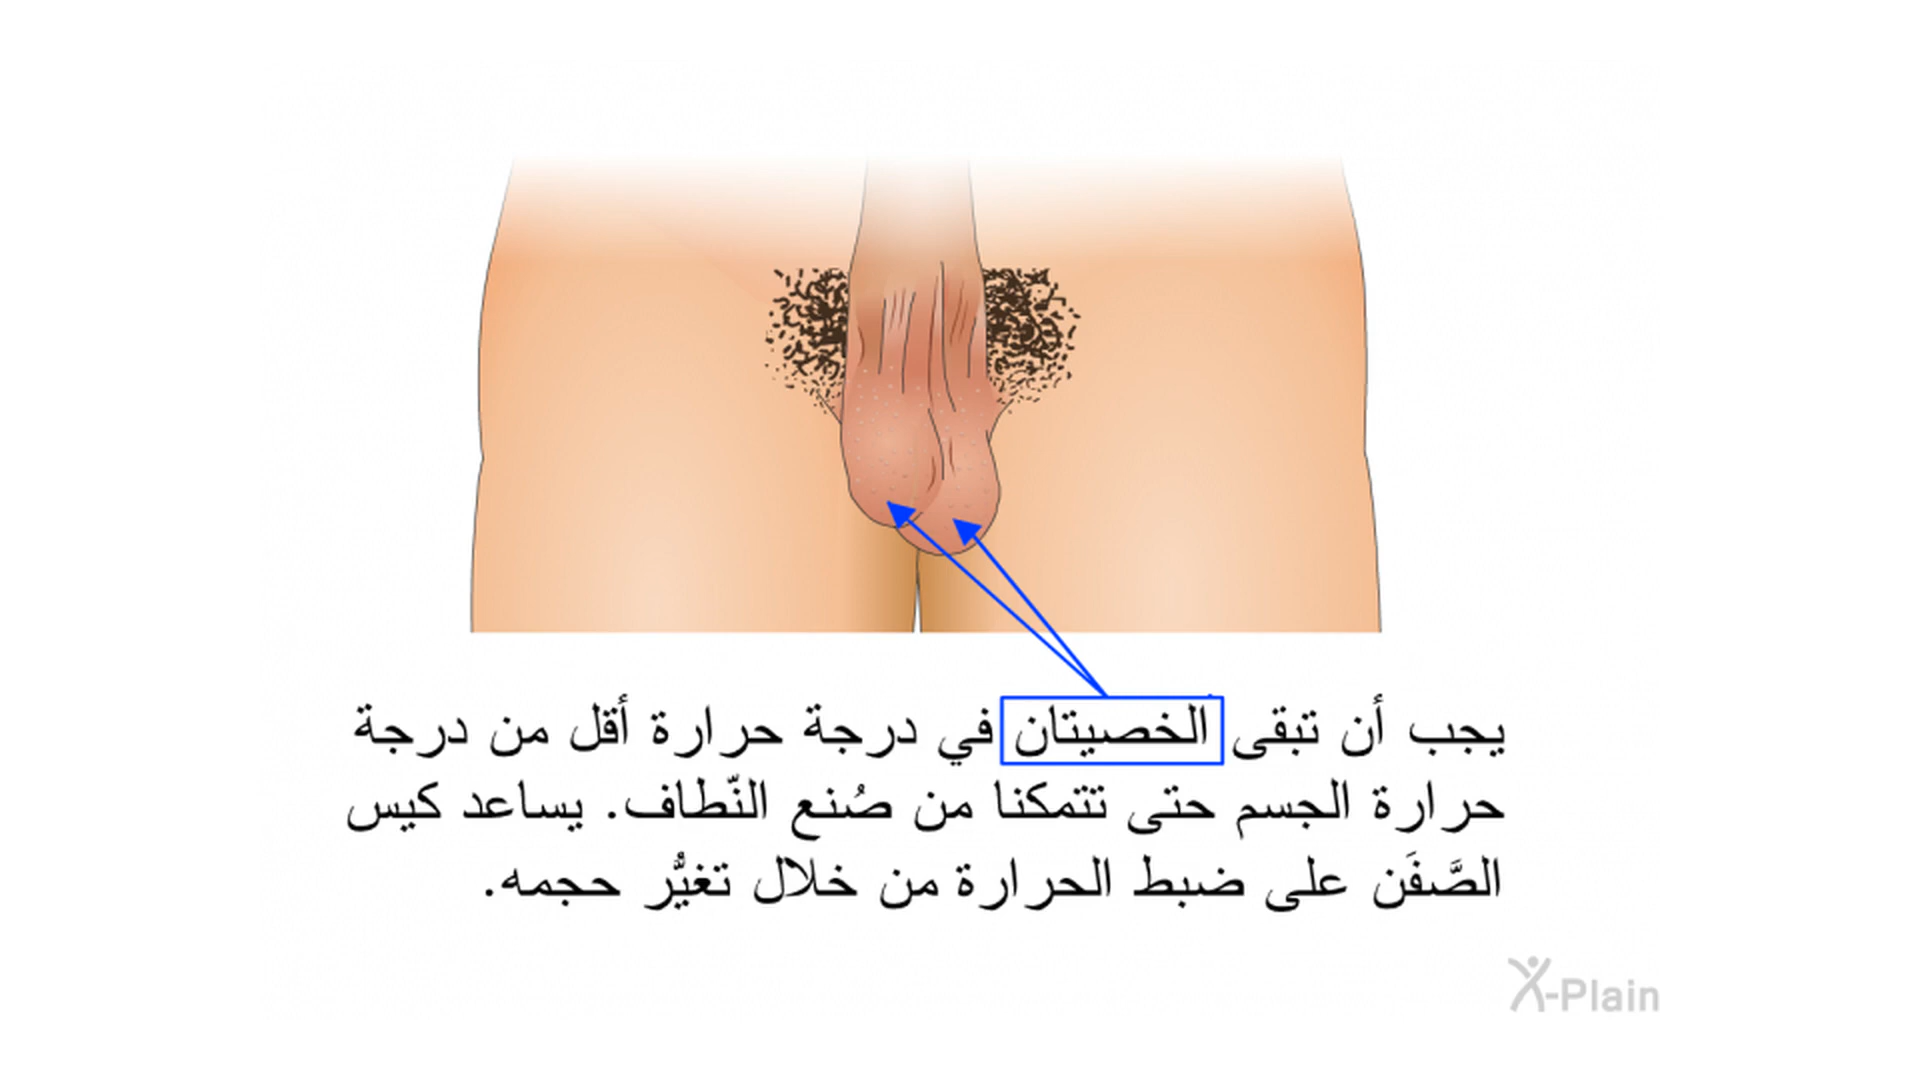 يجب أن تبقى الخصيتان في درجة حرارة أقل من درجة
حرارة الجسم حتى تتمكنا من صُنع النّطاف. يساعد كيس
الصَّفَن على ضبط الحرارة من خلال تغيُّر حجمه.
X-Plain